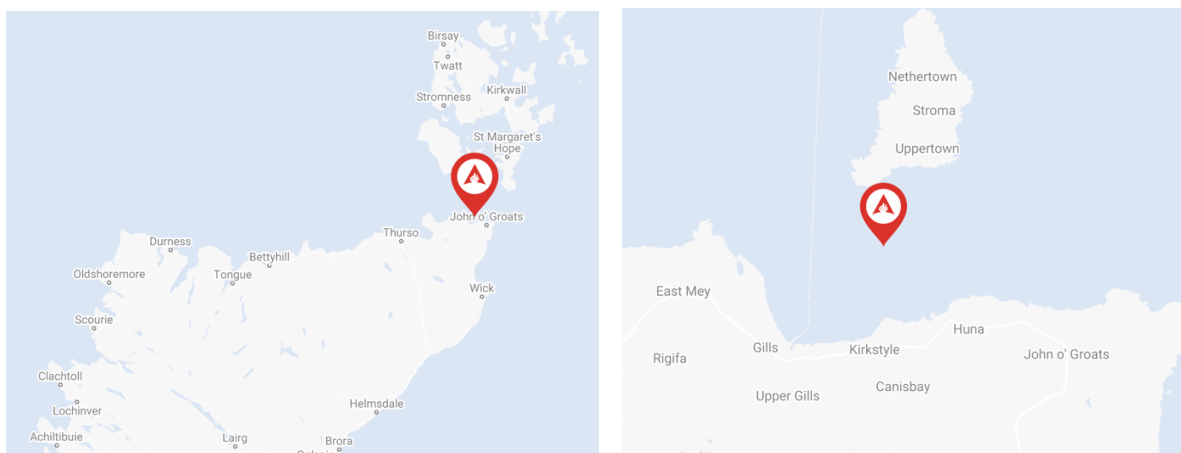 Birsay
Twatt
Kirkwall
Stromness
St Margaret's
Hope
John o' Groats
Thurso
Durness
Bettyhill
Tongue
Oldshoremore
Wick
Scourie
Clachtoll
Lochinver
Helmsdale
Achiltibuie
Lairg
Brora
Nethertown
Stroma
Uppertown
East Mey
Huna
Gills
Kirkstyle
John o' Groats
Rigifa
Canisbay
Upper Gills